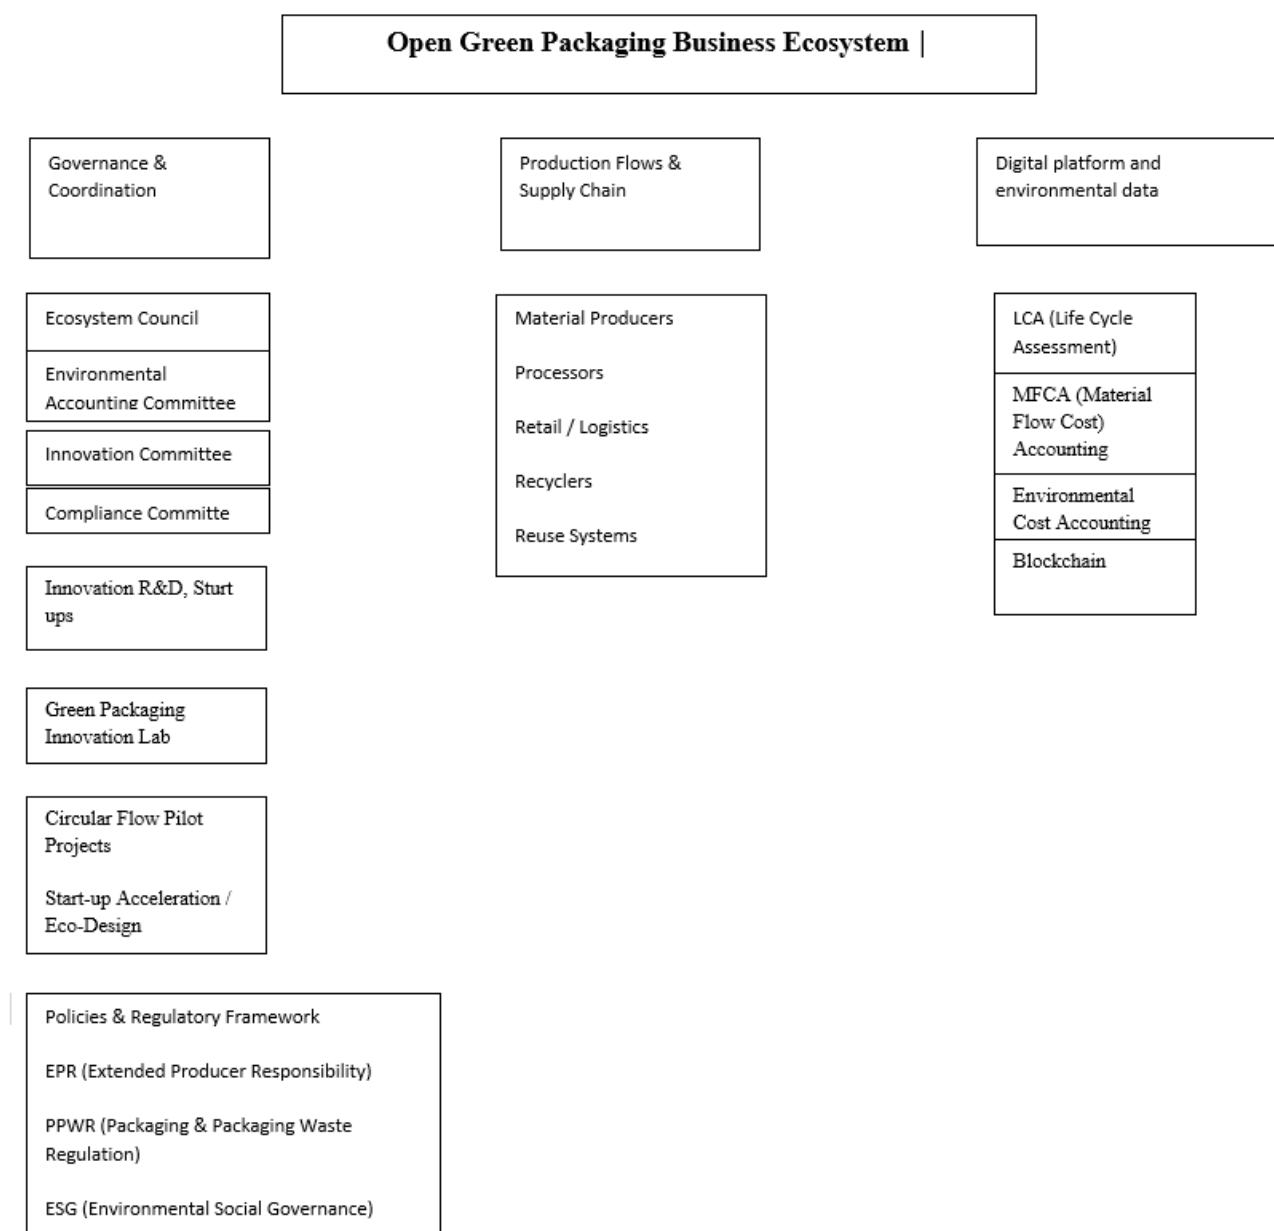 Open Green Packaging Business Ecosystem |
Governance &
Coordination
Production Flows &
Supply Chain
Digital platform and
environmental data
Ecosystem Council
Environmental
Accounting Committee
Innovation Committee
Compliance Committe
Innovation R&D, Sturt
ups
Green Packaging
Innovation Lab
Circular Flow Pilot
Projects
Start-up Acceleration /
Eco-Design
Policies & Regulatory Framework
EPR (Extended Producer Responsibility)
PPWR (Packaging & Packaging Waste
Regulation)
ESG (Environmental Social Governance)
Material Producers
Processors
Retail / Logistics
Recyclers
Reuse Systems
LCA (Life Cycle
Assessment)
MFCA (Material
Flow Cost)
Accounting
Environmental
Cost Accounting
Blockchain